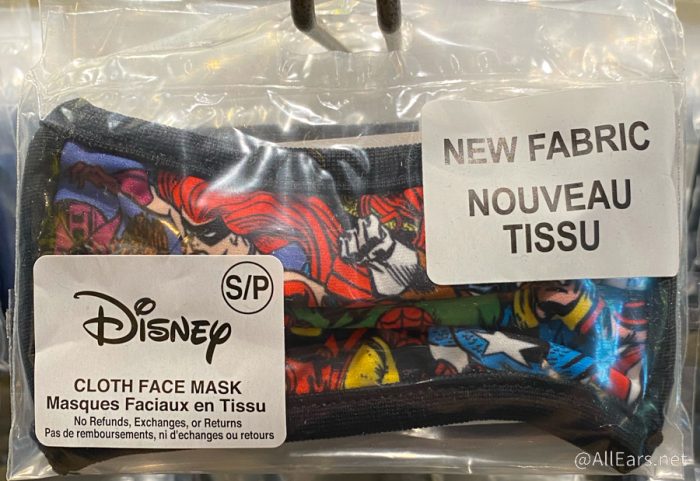 NEW FABRIC
NOUVEAU
TISSU
S/P
Disney
CLOTH FACE MASK
Masques Faciaux en Tissu
No Refunds, Exchanges, or Returns
Pas de remboursements, ni d'echanges ou retours
@AllEars.net